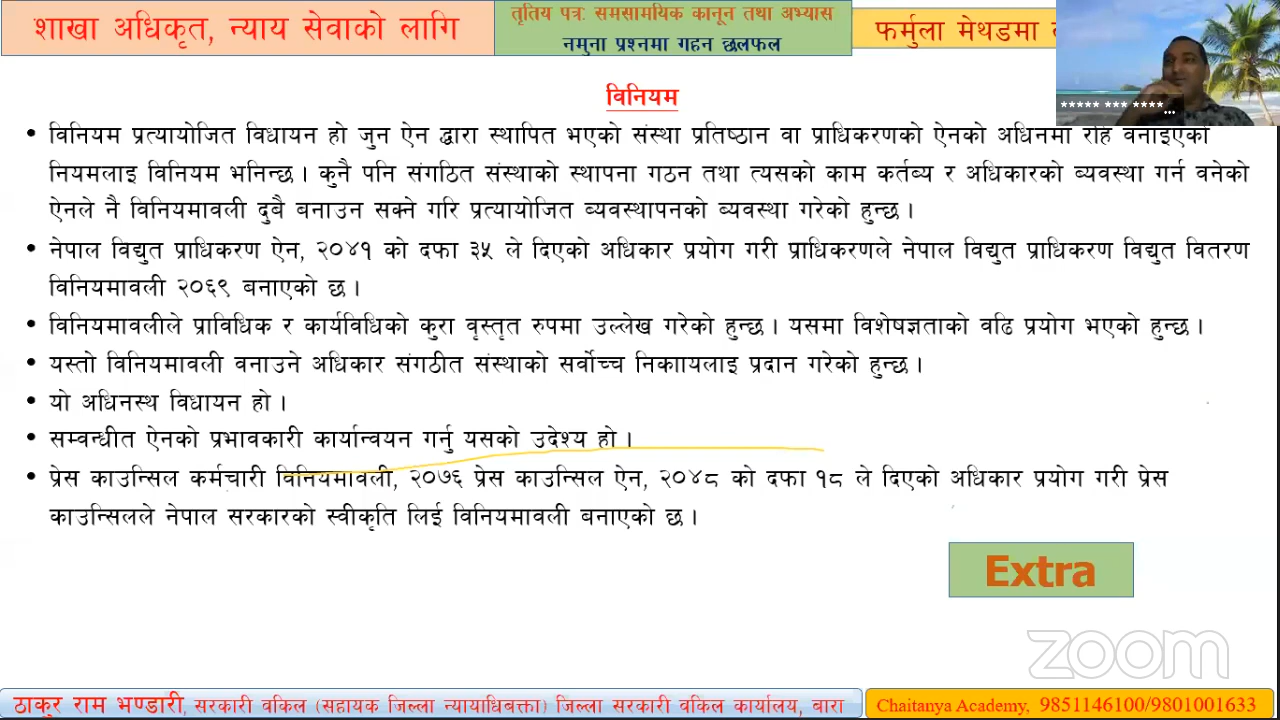 शाखा अधिकृत, न्याय सेवाको लागि
तृतिय पत्र: समसामयिक कानून तथा अभ्यास
नमुना प्रश्नमा गहन छलफल
फर्मुला मेथडमा
***** *** ****...
विनियम
• विनियम प्रत्यायोजित विधायन हो जुन ऐन द्वारा स्थापित भएको संस्था प्रतिष्ठान वा प्राधिकरणको ऐनको अधिनमा रहि वनाइएको
नियमलाइ विनियम भनिन्छ । कुनै पनि संगठित संस्थाको स्थापना गठन तथा त्यसको काम कर्तब्य र अधिकारको ब्यवस्था गर्न वनेको
ऐनले नै विनियमावली दुबै बनाउन सक्ने गरि प्रत्यायोजित ब्यवस्थापनको ब्यवस्था गरेको हुन्छ ।
• नेपाल विद्युत प्राधिकरण ऐन, २०४१ को दफा ३५ ले दिएको अधिकार प्रयोग गरी प्राधिकरणले नेपाल विद्युत प्राधिकरण विद्युत वितरण
विनियमावली २०६९ बनाएको छ ।
• विनियमावलीले प्राविधिक र कार्यविधिको कुरा वृस्तृत रुपमा उल्लेख गरेको हुन्छ । यसमा विशेषज्ञताको वढि प्रयोग भएको हुन्छ ।
• यस्तो विनियमावली वनाउने अधिकार संगठीत संस्थाको सर्वोच्च निकाायलाइ प्रदान गरेको हुन्छ ।
• यो अधिनस्थ विधायन हो ।
• सम्वन्धीत ऐनको प्रभावकारी कार्यान्वयन गर्नु यसको उदेश्य हो ।
• प्रेस काउन्सिल कर्मचारी विनियमावली, २०७६ प्रेस काउन्सिल ऐन, २०४८ को दफा १८ ले दिएको अधिकार प्रयोग गरी प्रेस
काउन्सिलले नेपाल सरकारको स्वीकृति लिई विनियमावली बनाएको छ ।
Extra
zoom
ठाकुर राम भण्डारी, सरकारी वकिल (सहायक जिल्ला न्यायाधिबक्ता) जिल्ला सरकारी वकिल कार्यालय, बारा
Chaitanya Academy, 9851146100/9801001633